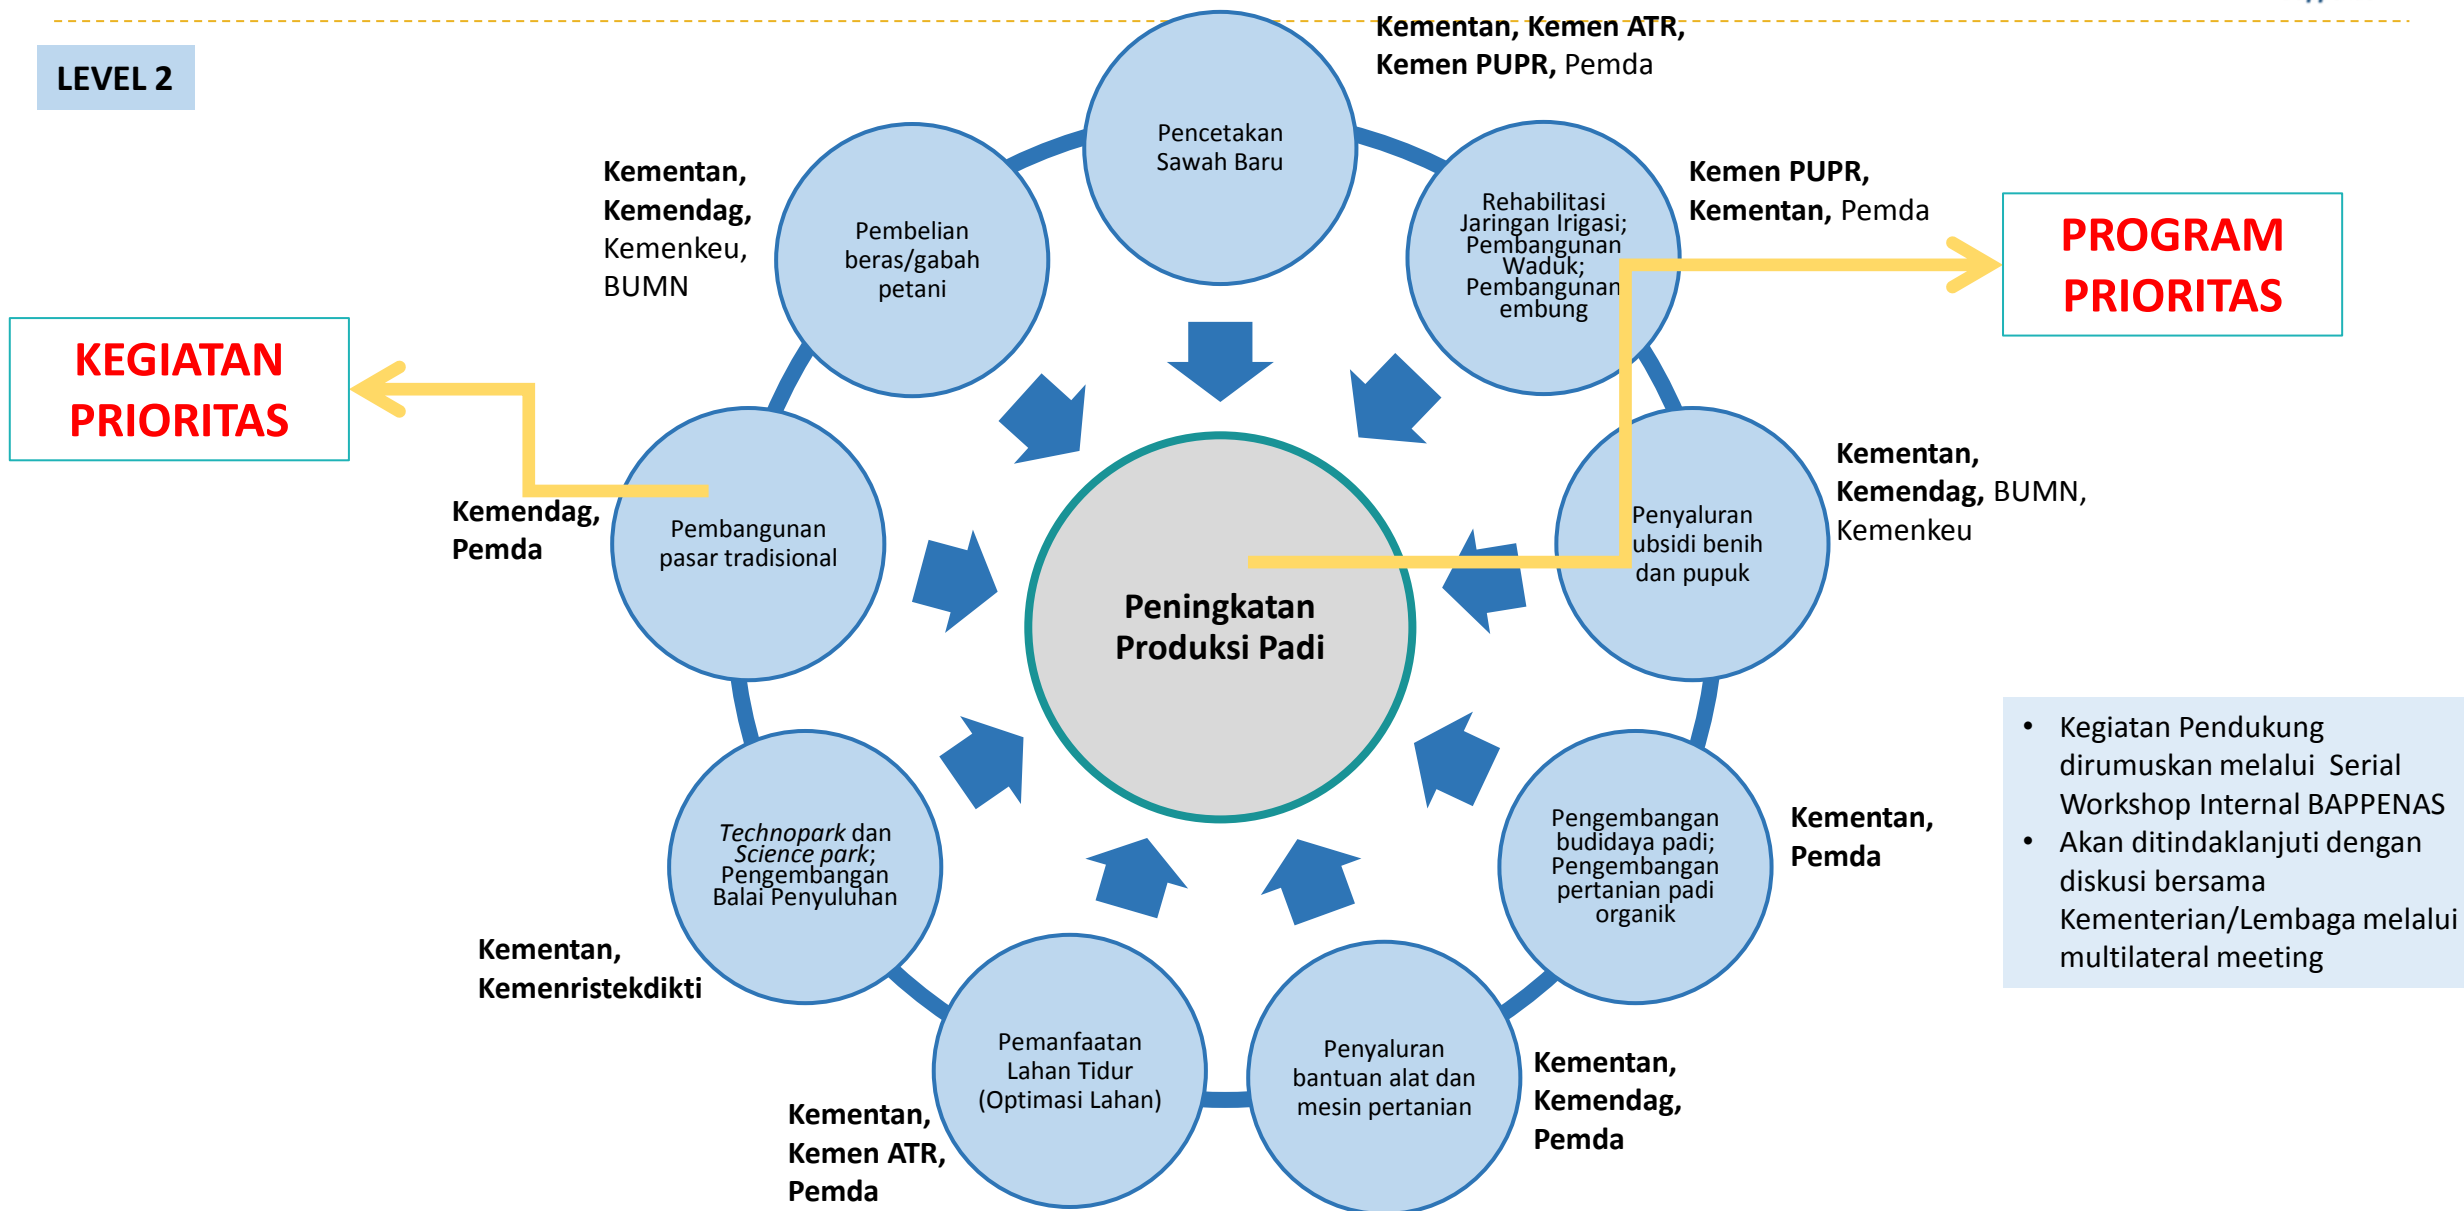 LEVEL 2
Kementan, Kemen ATR,
Kemen PUPR, Pemda
Pencetakan
Sawah Baru
Kementan,
Kemendag,
Kemenkeu,
BUMN
Pembelian
beras/gabah
petani
Rehabilitasi
Jaringan Irigasi;
Pembangunan
Waduk;
Pembangunan
embung
Kemen PUPR,
Kementan, Pemda
PROGRAM
PRIORITAS
KEGIATAN
PRIORITAS
Kemendag,
Pemda
Pembangunan
pasar tradisional
Peningkatan
Produksi Padi
Penyaluran
ubsidi benih
dan pupuk
Kementan,
Kemendag, BUMN,
Kemenkeu
Technopark dan
Science park;
Pengembangan
Balai Penyuluhan
Kementan,
Kemenristekdikti
Pengembangan
budidaya padi;
Pengembangan
pertanian padi
organik
Kementan,
Pemda
• Kegiatan Pendukung
dirumuskan melalui Serial
Workshop Internal BAPPENAS
• Akan ditindaklanjuti dengan
diskusi bersama
Kementerian/Lembaga melalui
multilateral meeting
Pemanfaatan
Lahan Tidur
(Optimasi Lahan)
Kementan,
Kemen ATR,
Pemda
Penyaluran
bantuan alat dan
mesin pertanian
Kementan,
Kemendag,
Pemda